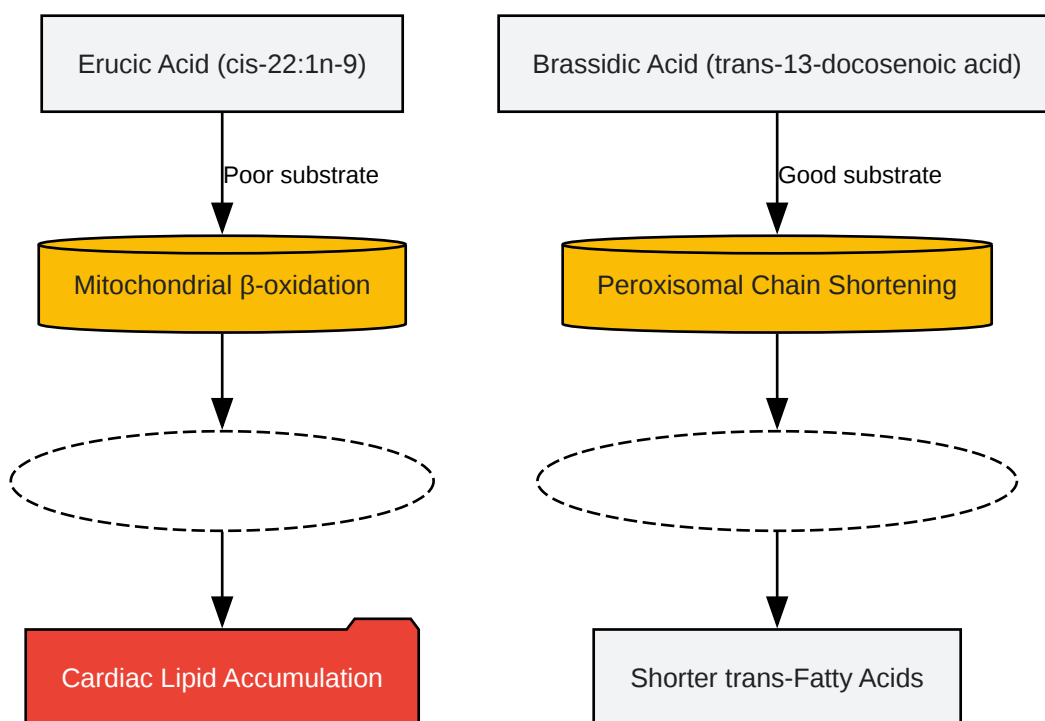 Erucic Acid (cis-22:1n-9)
Brassidic Acid (trans-13-docosenoic acid)
Poor substrate
Good substrate
Mitochondrial β-oxidation
Peroxisomal Chain Shortening
Cardiac Lipid Accumulation
Shorter trans-Fatty Acids